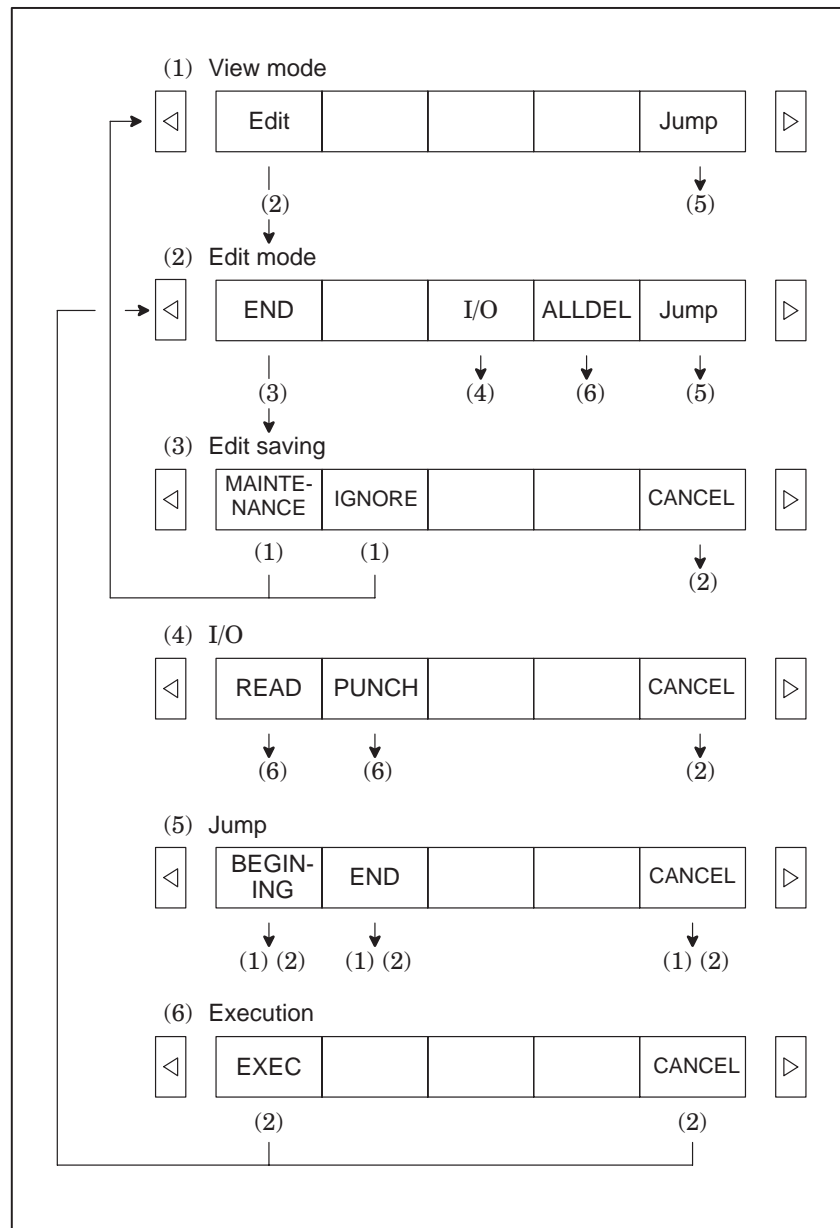 (1) View mode
Edit Jump
(2) (5)
(2) Edit mode
END I/O ALLDEL Jump
(3) (4) (6) (5)
(3) Edit saving
MAINTE-
NANCE IGNORE CANCEL
(1) (1) (2)
(4) I/O
READ PUNCH CANCEL
(6) (6) (2)
(5) Jump
BEGIN-
ING END CANCEL
(1) (2) (1) (2) (1) (2)
(6) Execution
EXEC CANCEL
(2) (2)